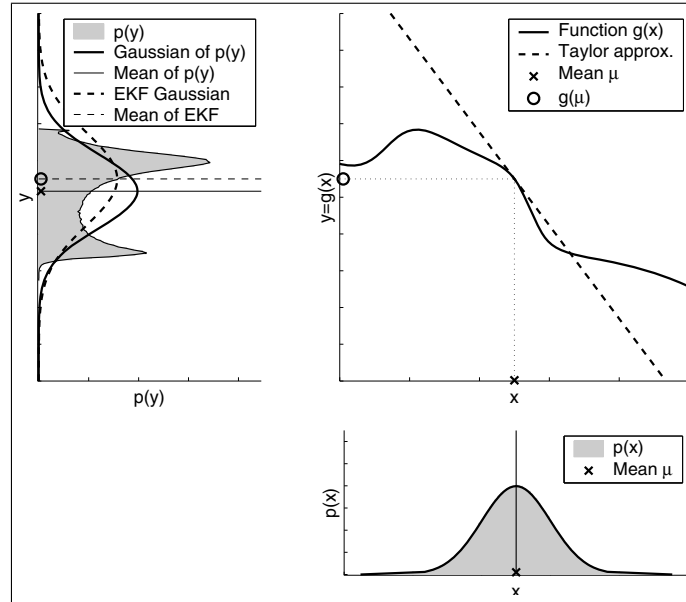 p(y)
Gaussian of p(y)
Mean of p(y)
EKF Gaussian
Mean of EKF
y
p(y)
Function g(x)
Taylor approx.
Mean μ
g(μ)
y=g(x)
x
p(x)
Mean μ
p(x)
x